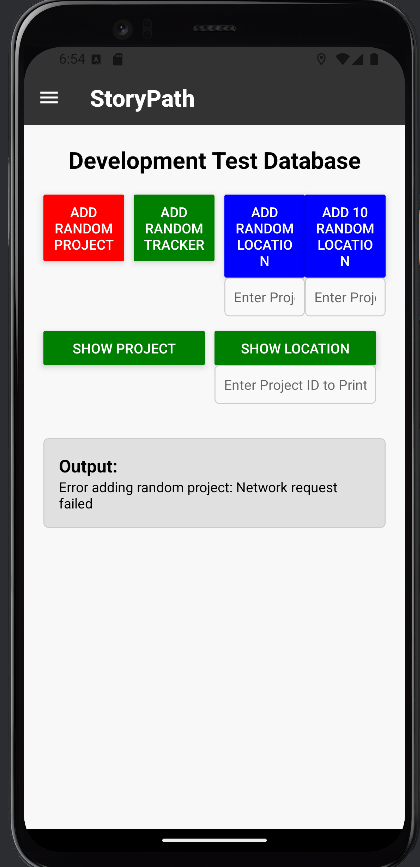 6:54
StoryPath
Development Test Database
ADD
RANDOM
PROJECT
ADD
RANDOM
TRACKER
ADD
RANDOM
LOCATIO
N
ADD 10
RANDOM
LOCATIO
N
Enter Proj
Enter Proj
SHOW PROJECT
SHOW LOCATION
Enter Project ID to Print
Output:
Error adding random project: Network request
failed